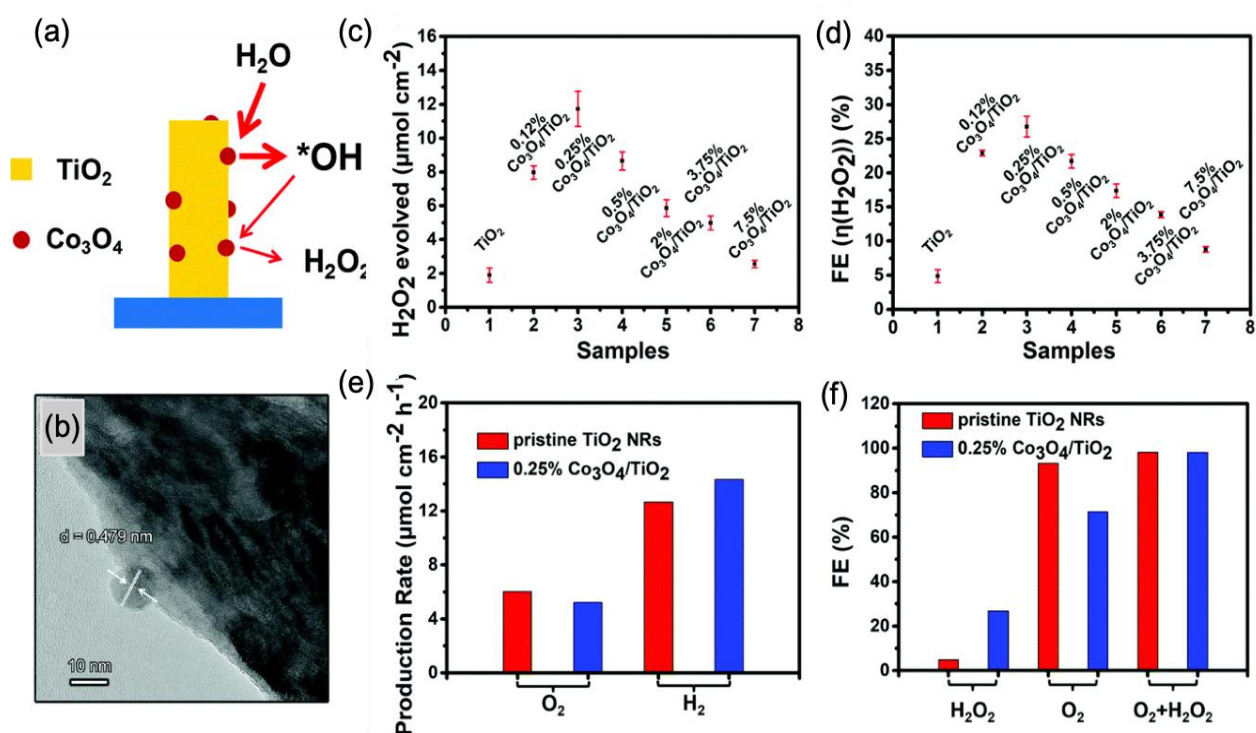 (a)
H₂O
*OH
TiO₂
Co₃O₄
H₂O₂
(b)
d = 0.479 nm
10 nm
(c)
H₂O₂ evolved (μmol cm⁻²)
16
14
12
10
8
6
4
2
0
TiO₂
0.12%
Co₃O₄/TiO₂
0.25%
Co₃O₄/TiO₂
0.5%
Co₃O₄/TiO₂
2%
Co₃O₄/TiO₂
3.75%
Co₃O₄/TiO₂
7.5%
Co₃O₄/TiO₂
0 1 2 3 4 5 6 7 8
Samples
(d)
FE (η(H₂O₂)) (%)
40
35
30
25
20
15
10
5
0
TiO₂
0.12%
Co₃O₄/TiO₂
0.25%
Co₃O₄/TiO₂
0.5%
Co₃O₄/TiO₂
2%
Co₃O₄/TiO₂
3.75%
Co₃O₄/TiO₂
7.5%
Co₃O₄/TiO₂
0 1 2 3 4 5 6 7 8
Samples
(e)
Production Rate (μmol cm⁻² h⁻¹)
20
16
12
8
4
0
pristine TiO₂ NRs
0.25% Co₃O₄/TiO₂
O₂ H₂
(f)
FE (%)
120
100
80
60
40
20
0
pristine TiO₂ NRs
0.25% Co₃O₄/TiO₂
H₂O₂ O₂ O₂+H₂O₂